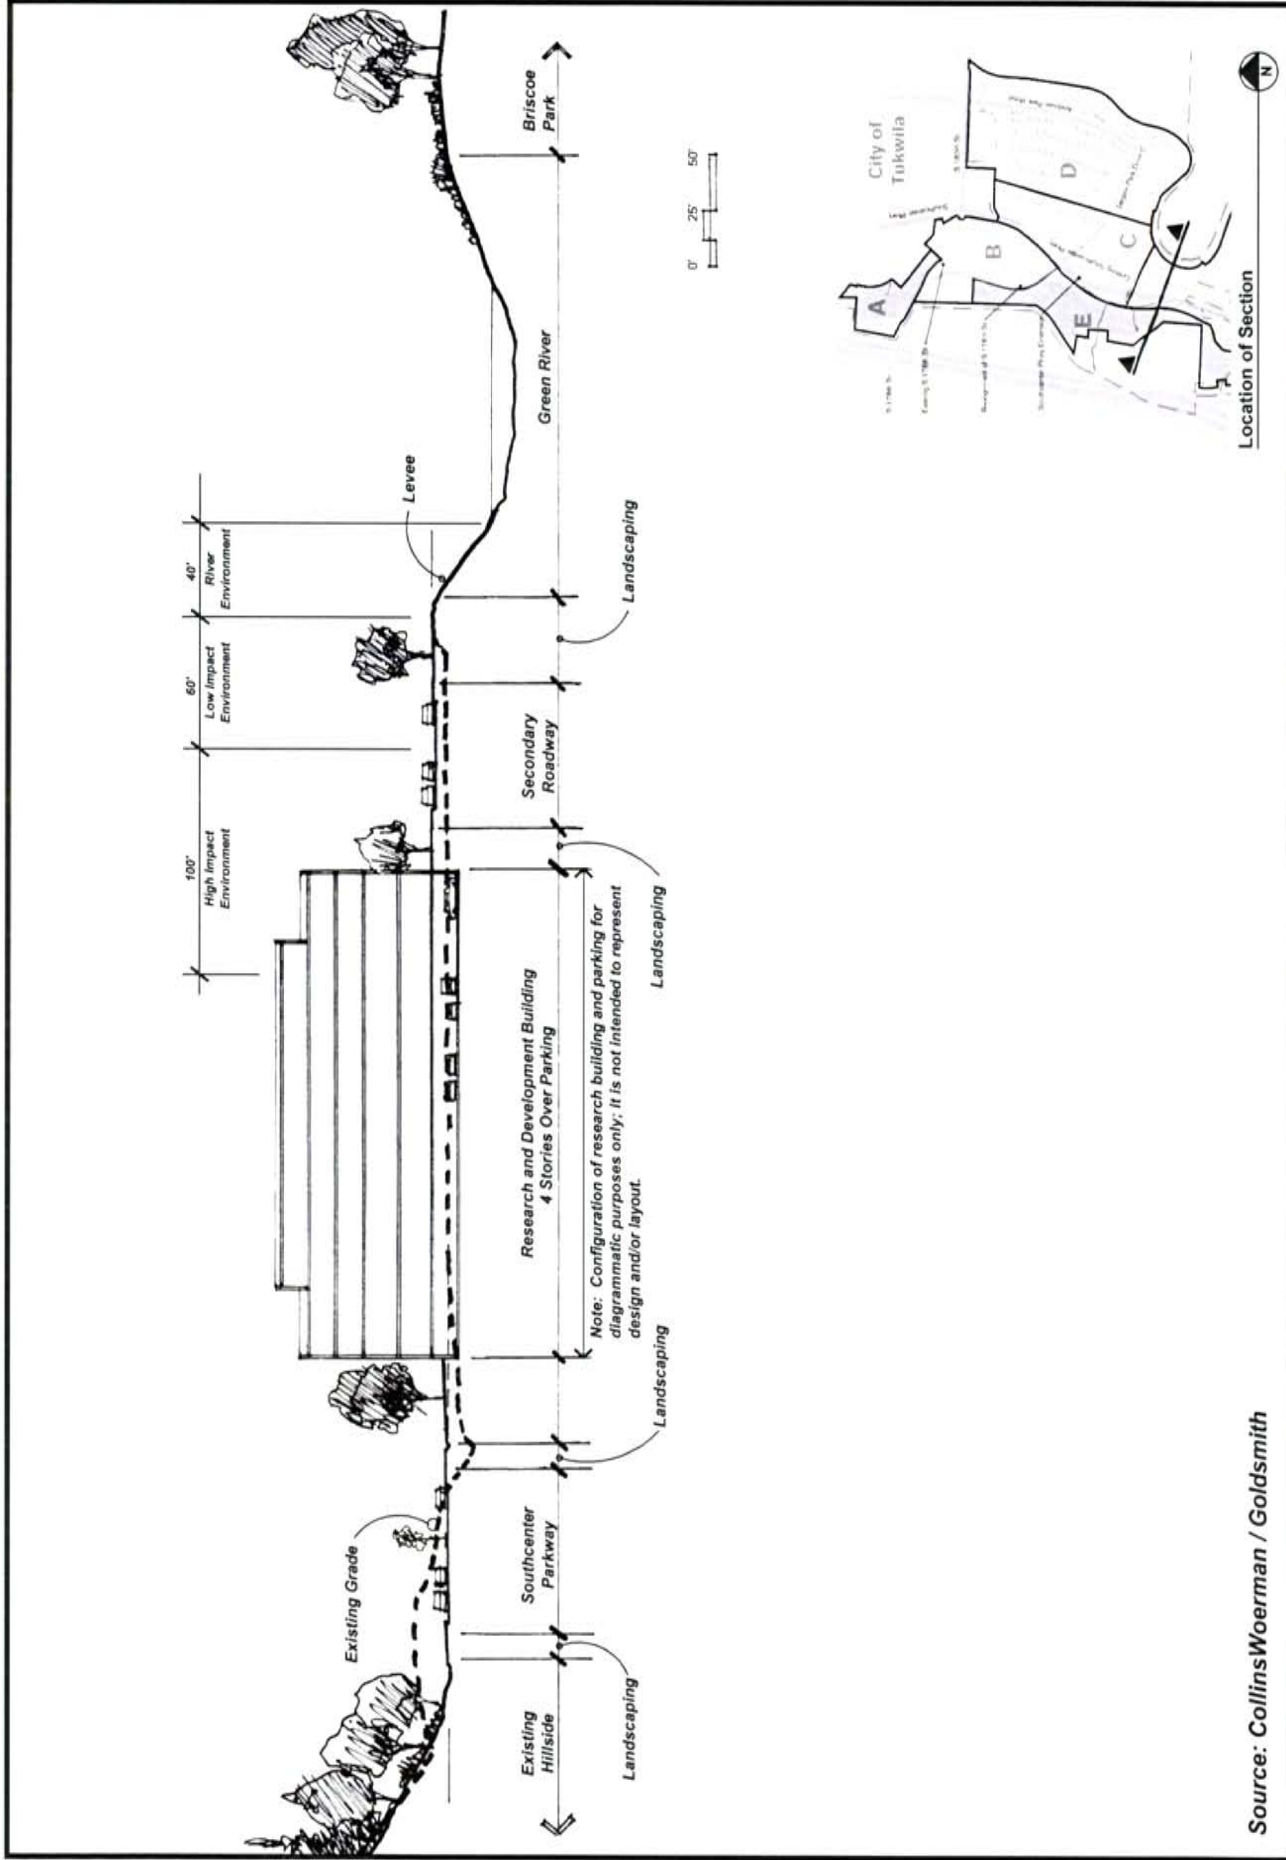 100'
High Impact
Environment
60'
Low Impact
Environment
40'
River
Environment
Existing Grade
Levee
Existing
Hillside
Southcenter
Parkway
Research and Development Building
4 Stories Over Parking
Secondary
Roadway
Green River
Briscoe
Park
Landscaping
Landscaping
Landscaping
Landscaping
Note: Configuration of research building and parking for
diagrammatic purposes only; it is not intended to represent
design and/or layout.
0'
25'
50'
City of
Tukwila
A
B
C
D
E
Location of Section
N
Source: CollinsWoerman / Goldsmith